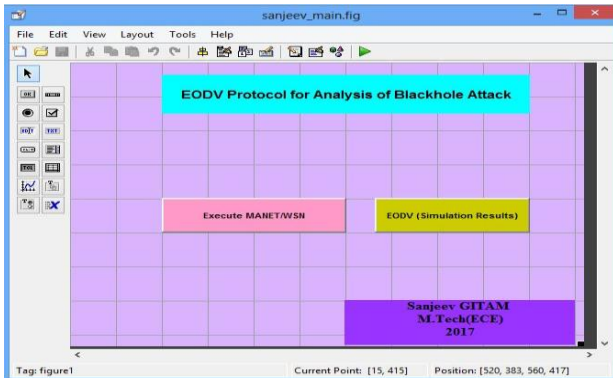 sanjeev_main.fig
File Edit View Layout Tools Help
EODV Protocol for Analysis of Blackhole Attack
Execute MANET/WSN
EODV (Simulation Results)
Sanjeev GITAM
M.Tech(ECE)
2017
Tag: figure1 Current Point: [15, 415] Position: [520, 383, 560, 417]